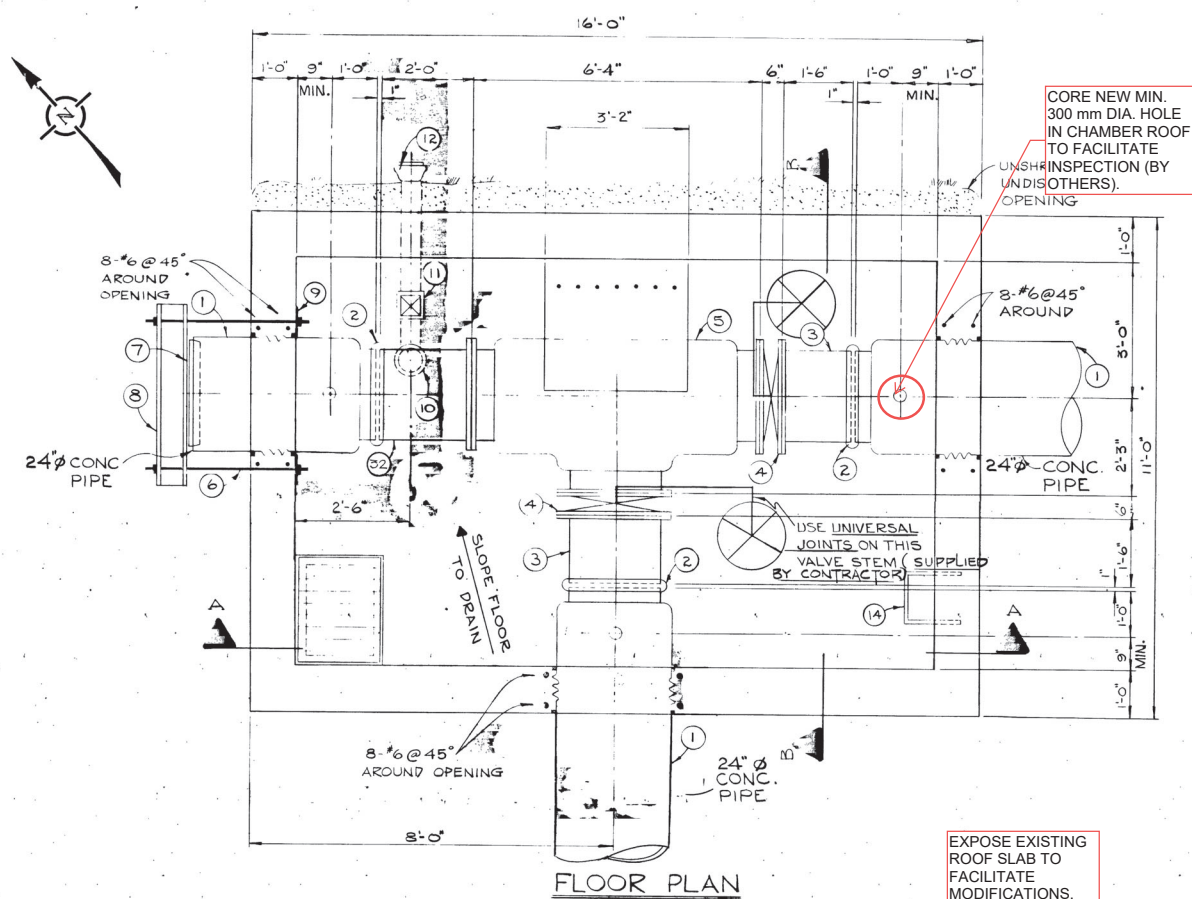 16'-0"
1'-0"
9"
MIN.
1'-0"
1"
2'-0"
6'-4"
6"
1'-6"
1"
1'-0"
9"
MIN.
1'-0"
3'-2"
N
12
CORE NEW MIN.
300 mm DIA. HOLE
IN CHAMBER ROOF
TO FACILITATE
INSPECTION (BY
OTHERS).
OPENING
8-#6@45°
AROUND
OPENING
9
1
2
11
5
3
8-#6@45°
AROUND
1
1'-0"
3'-0"
7
8
10
32
6
24"ø CONC
PIPE
4
2
24"ø CONC.
PIPE
2'-3"
11'-0"
2'-6"
4
6"
USE UNIVERSAL
JOINTS ON THIS
VALVE STEM (SUPPLIED
BY CONTRACTOR)
3
2
SLOPE FLOOR
TO DRAIN
1'-6"
1"
14
1'-0"
A
A
9"
MIN.
1'-0"
8-#6@45°
AROUND OPENING
B
1
24" ø
CONC.
PIPE
8'-0"
EXPOSE EXISTING
ROOF SLAB TO
FACILITATE
MODIFICATIONS.
FLOOR PLAN